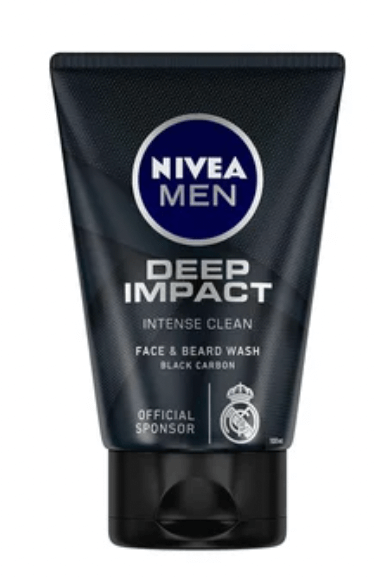 NIVEA
MEN
DEEP
IMPACT
INTENSE CLEAN
FACE & BEARD WASH
BLACK CARBON
OFFICIAL
SPONSOR